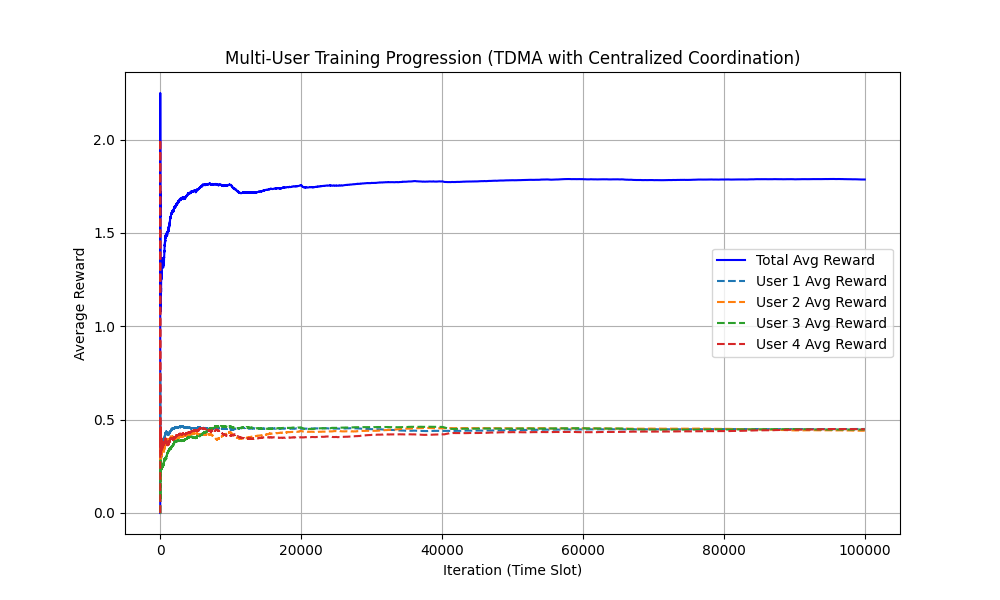 Multi-User Training Progression (TDMA with Centralized Coordination)
Average Reward
2.0
1.5
1.0
0.5
0.0
Total Avg Reward
User 1 Avg Reward
User 2 Avg Reward
User 3 Avg Reward
User 4 Avg Reward
0 20000 40000 60000 80000 100000
Iteration (Time Slot)